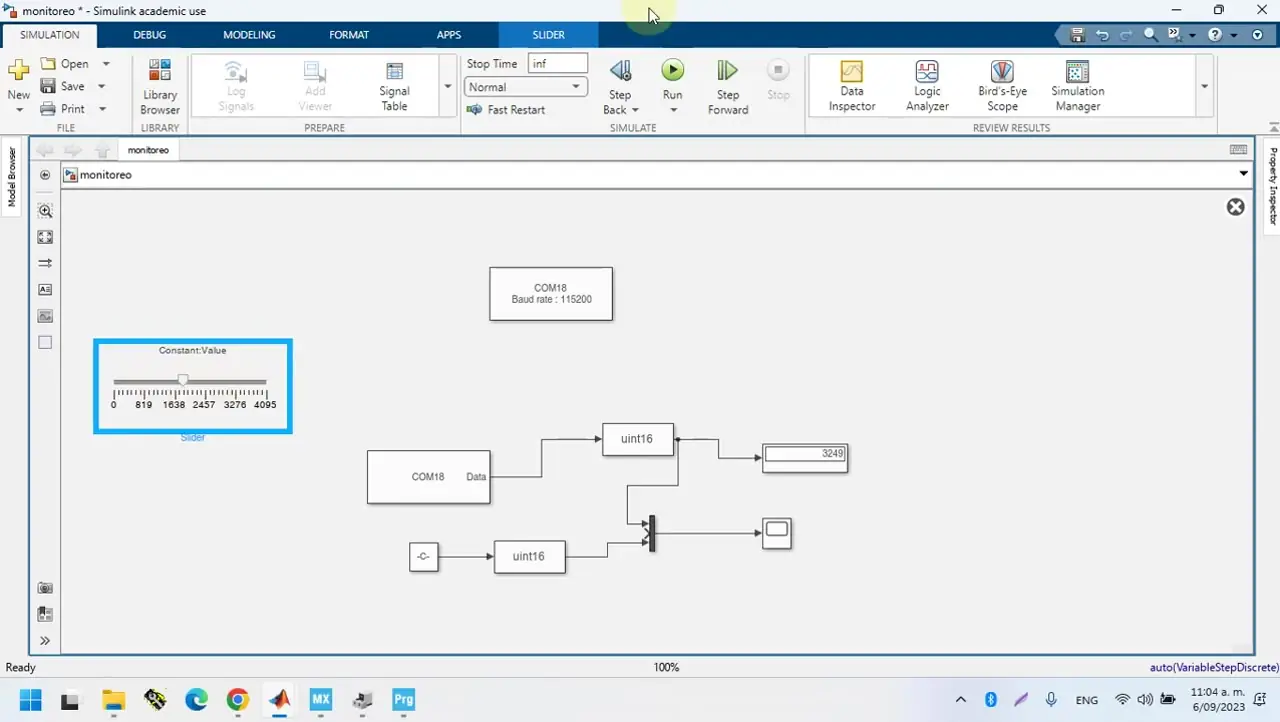 monitoreo * - Simulink academic use
SIMULATION DEBUG MODELING FORMAT APPS SLIDER
New Open Save Print
FILE
Library Browser
LIBRARY
Log Signals Add Viewer Signal Table
PREPARE
Stop Time inf
Normal
Fast Restart
Step Back Run Step Forward Stop
SIMULATE
Data Inspector Logic Analyzer Bird's-Eye Scope Simulation Manager
REVIEW RESULTS
Model Browser
monitoreo
monitoreo
Property Inspector
COM18
Baud rate : 115200
Constant:Value
0 819 1638 2457 3276 4095
Slider
uint16
3249
COM18 Data
-C-
uint16
Ready 100% auto(VariableStepDiscrete)
MX Prg ENG 11:04 a. m.
6/09/2023